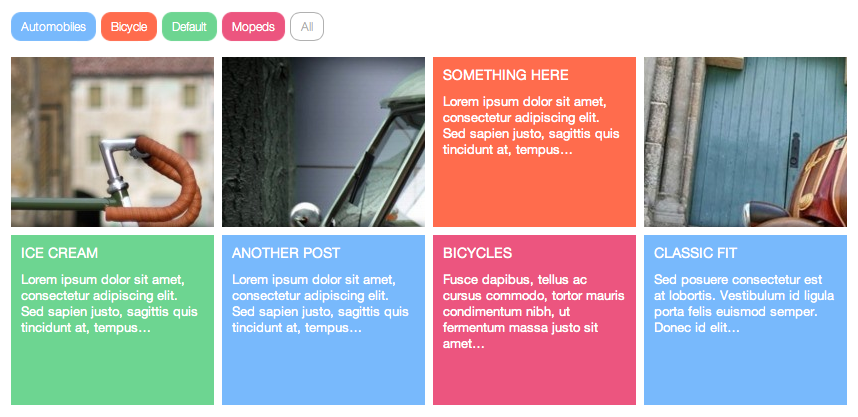 Automobiles Bicycle Default Mopeds All
SOMETHING HERE
Lorem ipsum dolor sit amet,
consectetur adipiscing elit.
Sed sapien justo, sagittis quis
tincidunt at, tempus…
ICE CREAM
Lorem ipsum dolor sit amet,
consectetur adipiscing elit.
Sed sapien justo, sagittis quis
tincidunt at, tempus…
ANOTHER POST
Lorem ipsum dolor sit amet,
consectetur adipiscing elit.
Sed sapien justo, sagittis quis
tincidunt at, tempus…
BICYCLES
Fusce dapibus, tellus ac
cursus commodo, tortor mauris
condimentum nibh, ut
fermentum massa justo sit
amet…
CLASSIC FIT
Sed posuere consectetur est
at lobortis. Vestibulum id ligula
porta felis euismod semper.
Donec id elit…